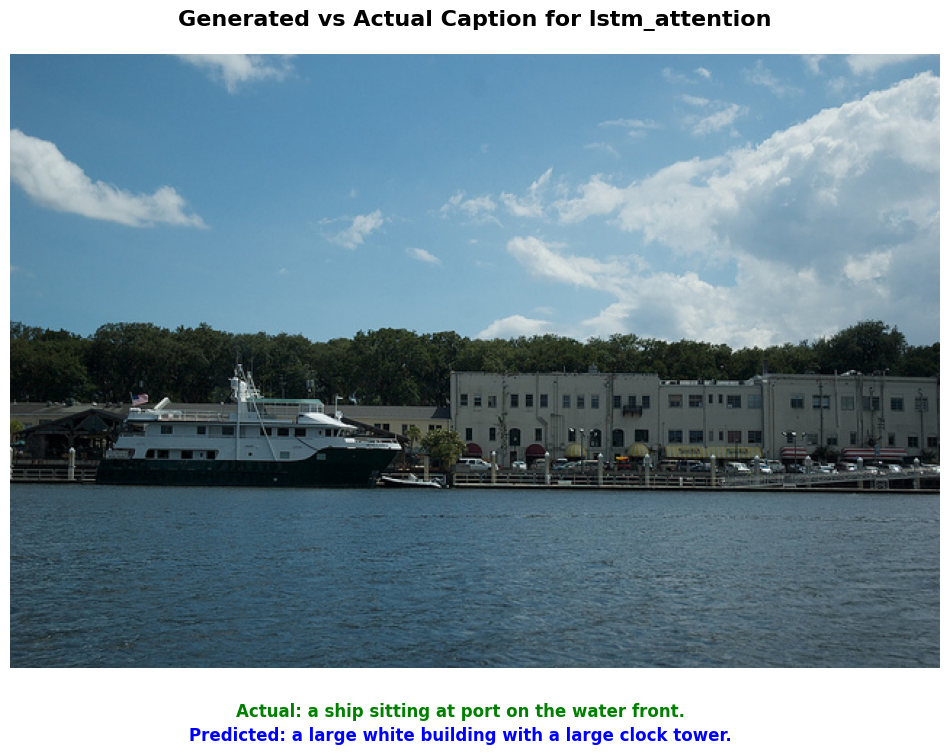 Generated vs Actual Caption for lstm_attention
Actual: a ship sitting at port on the water front.
Predicted: a large white building with a large clock tower.